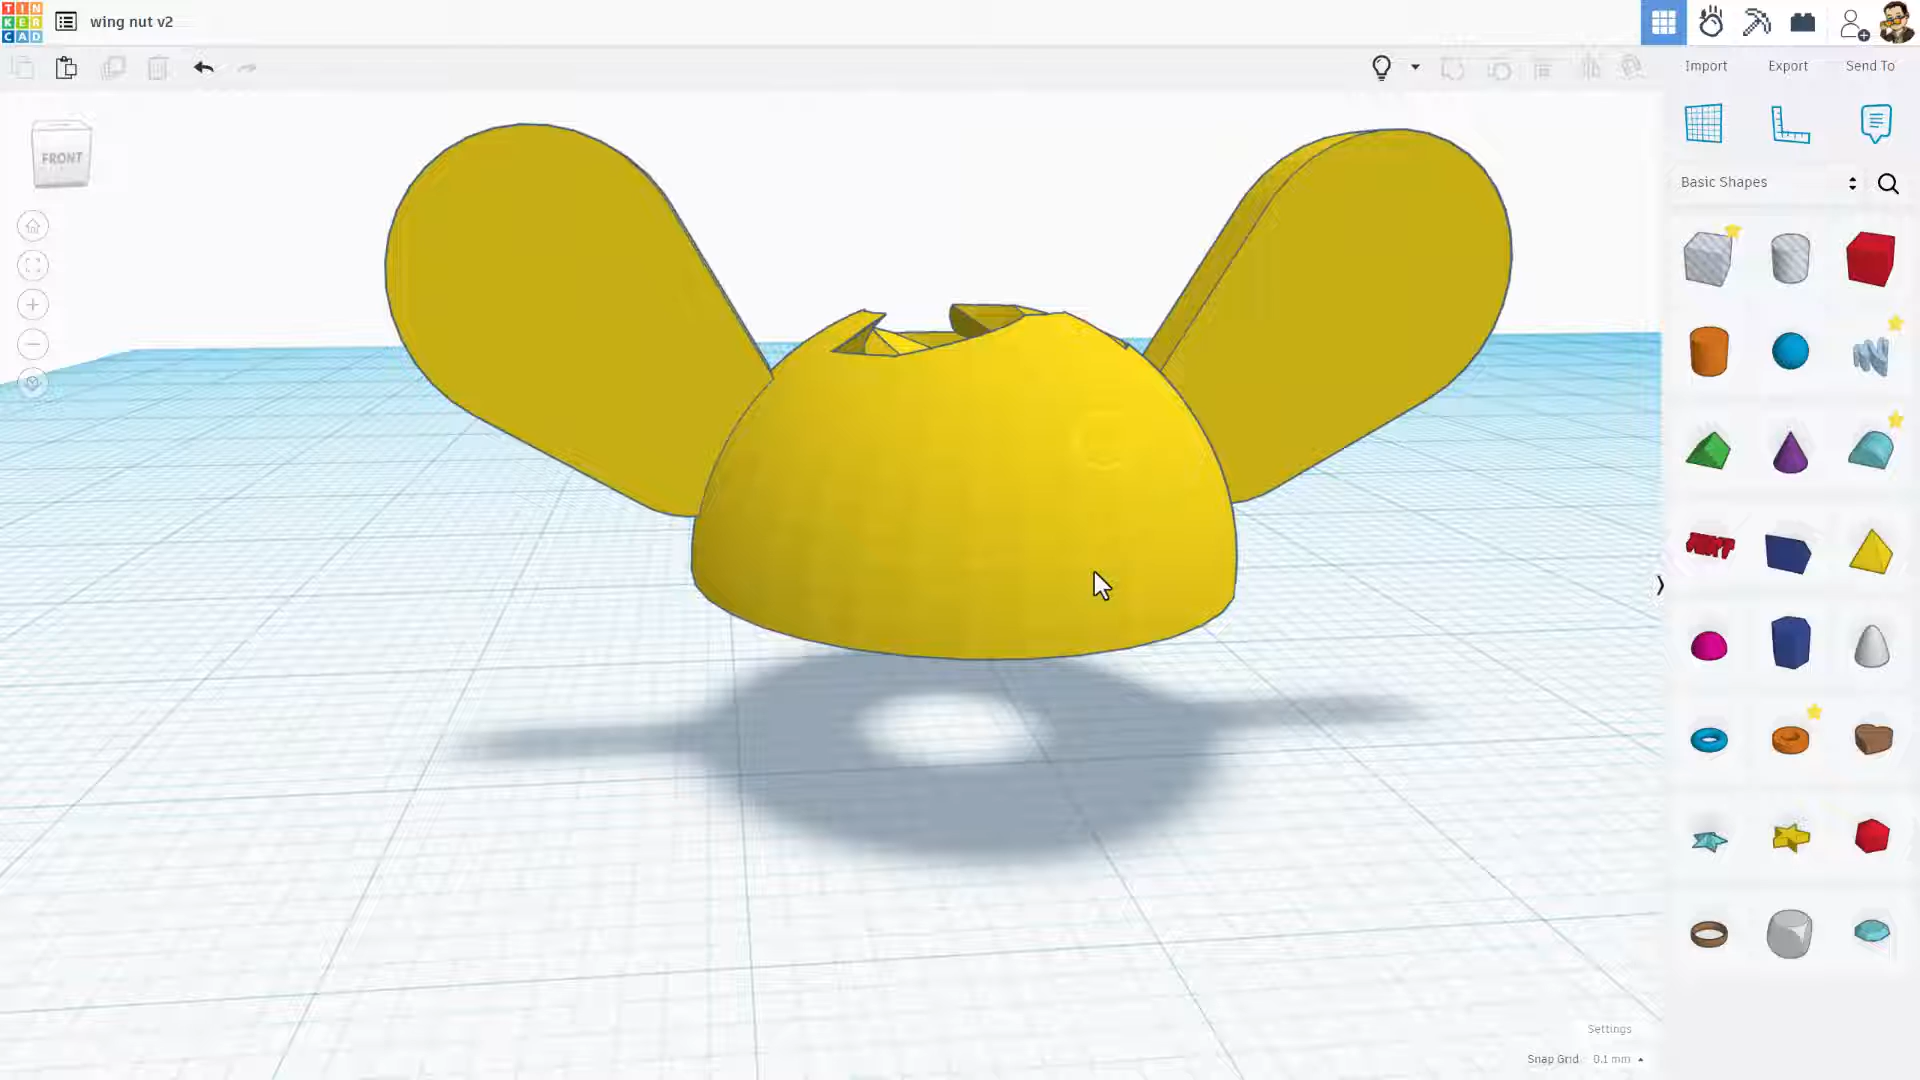 TIN
KER
CAD
wing nut v2
Import
Export
Send To
FRONT
Basic Shapes
Settings
Snap Grid 0.1 mm